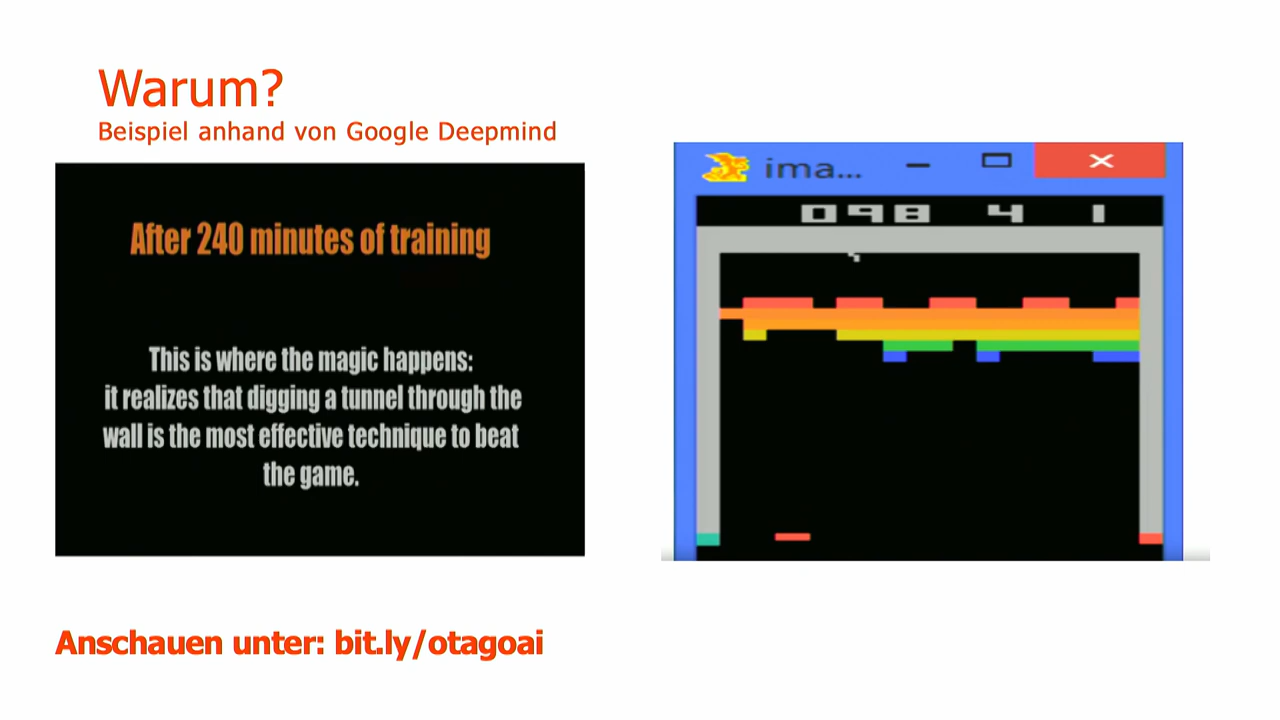 Warum?
Beispiel anhand von Google Deepmind
After 240 minutes of training
This is where the magic happens:
it realizes that digging a tunnel through the
wall is the most effective technique to beat
the game.
ima...
098 4 1
Anschauen unter: bit.ly/otagoai